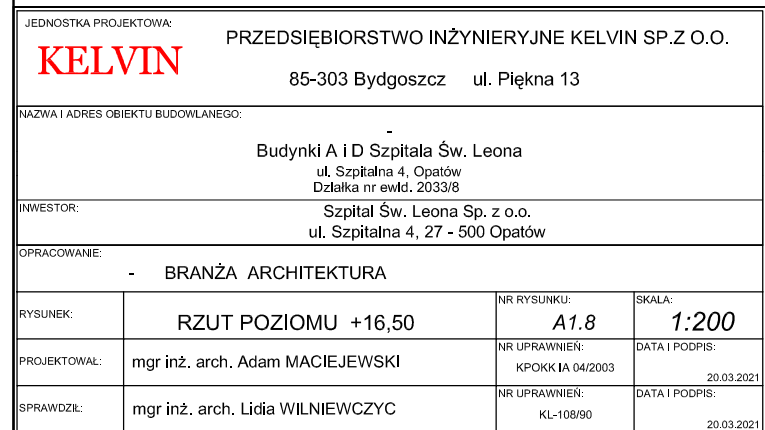 JEDNOSTKA PROJEKTOWA:
KELVIN
PRZEDSIĘBIORSTWO INŻYNIERYJNE KELVIN SP.Z O.O.
85-303 Bydgoszcz ul. Piękna 13
NAZWA I ADRES OBIEKTU BUDOWLANEGO:
-
Budynki A i D Szpitala Św. Leona
ul. Szpitalna 4, Opatów
Działka nr ewid. 2033/8
INWESTOR:
Szpital Św. Leona Sp. z o.o.
ul. Szpitalna 4, 27 - 500 Opatów
OPRACOWANIE:
- BRANŻA ARCHITEKTURA
RYSUNEK:
RZUT POZIOMU +16,50
NR RYSUNKU:
A1.8
SKALA:
1:200
PROJEKTOWAŁ:
mgr inż. arch. Adam MACIEJEWSKI
NR UPRAWNIEŃ:
KPOKK IA 04/2003
DATA I PODPIS:
20.03.2021
SPRAWDZIŁ:
mgr inż. arch. Lidia WILNIEWCZYC
NR UPRAWNIEŃ:
KL-108/90
DATA I PODPIS:
20.03.2021